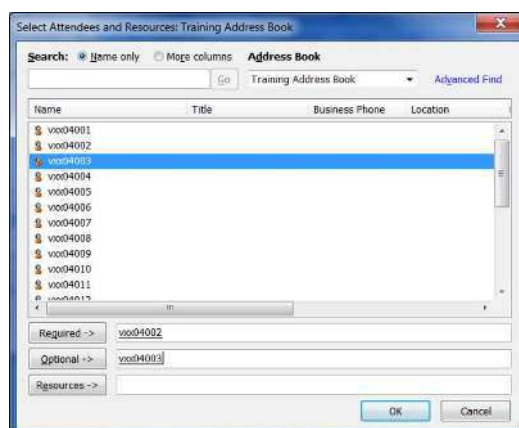 Select Attendees and Resources: Training Address Book
Search: Name only More columns Address Book
Go Training Address Book Advanced Find
Name Title Business Phone Location
vxx04001
vxx04002
vxx04003
vxx04004
vxx04005
vxx04006
vxx04007
vxx04008
vxx04009
vxx04010
vxx04011
vxx04012
Required -> vxx04002
Optional -> vxx04003
Resources ->
OK Cancel